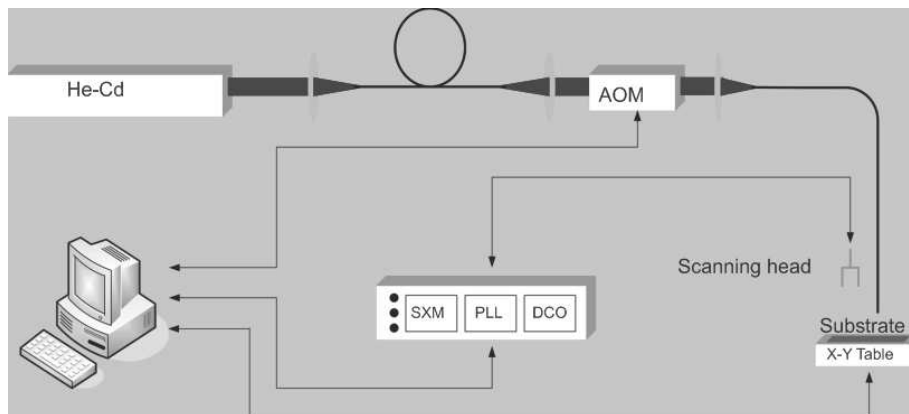 He-Cd
AOM
Scanning head
SXM
PLL
DCO
Substrate
X-Y Table